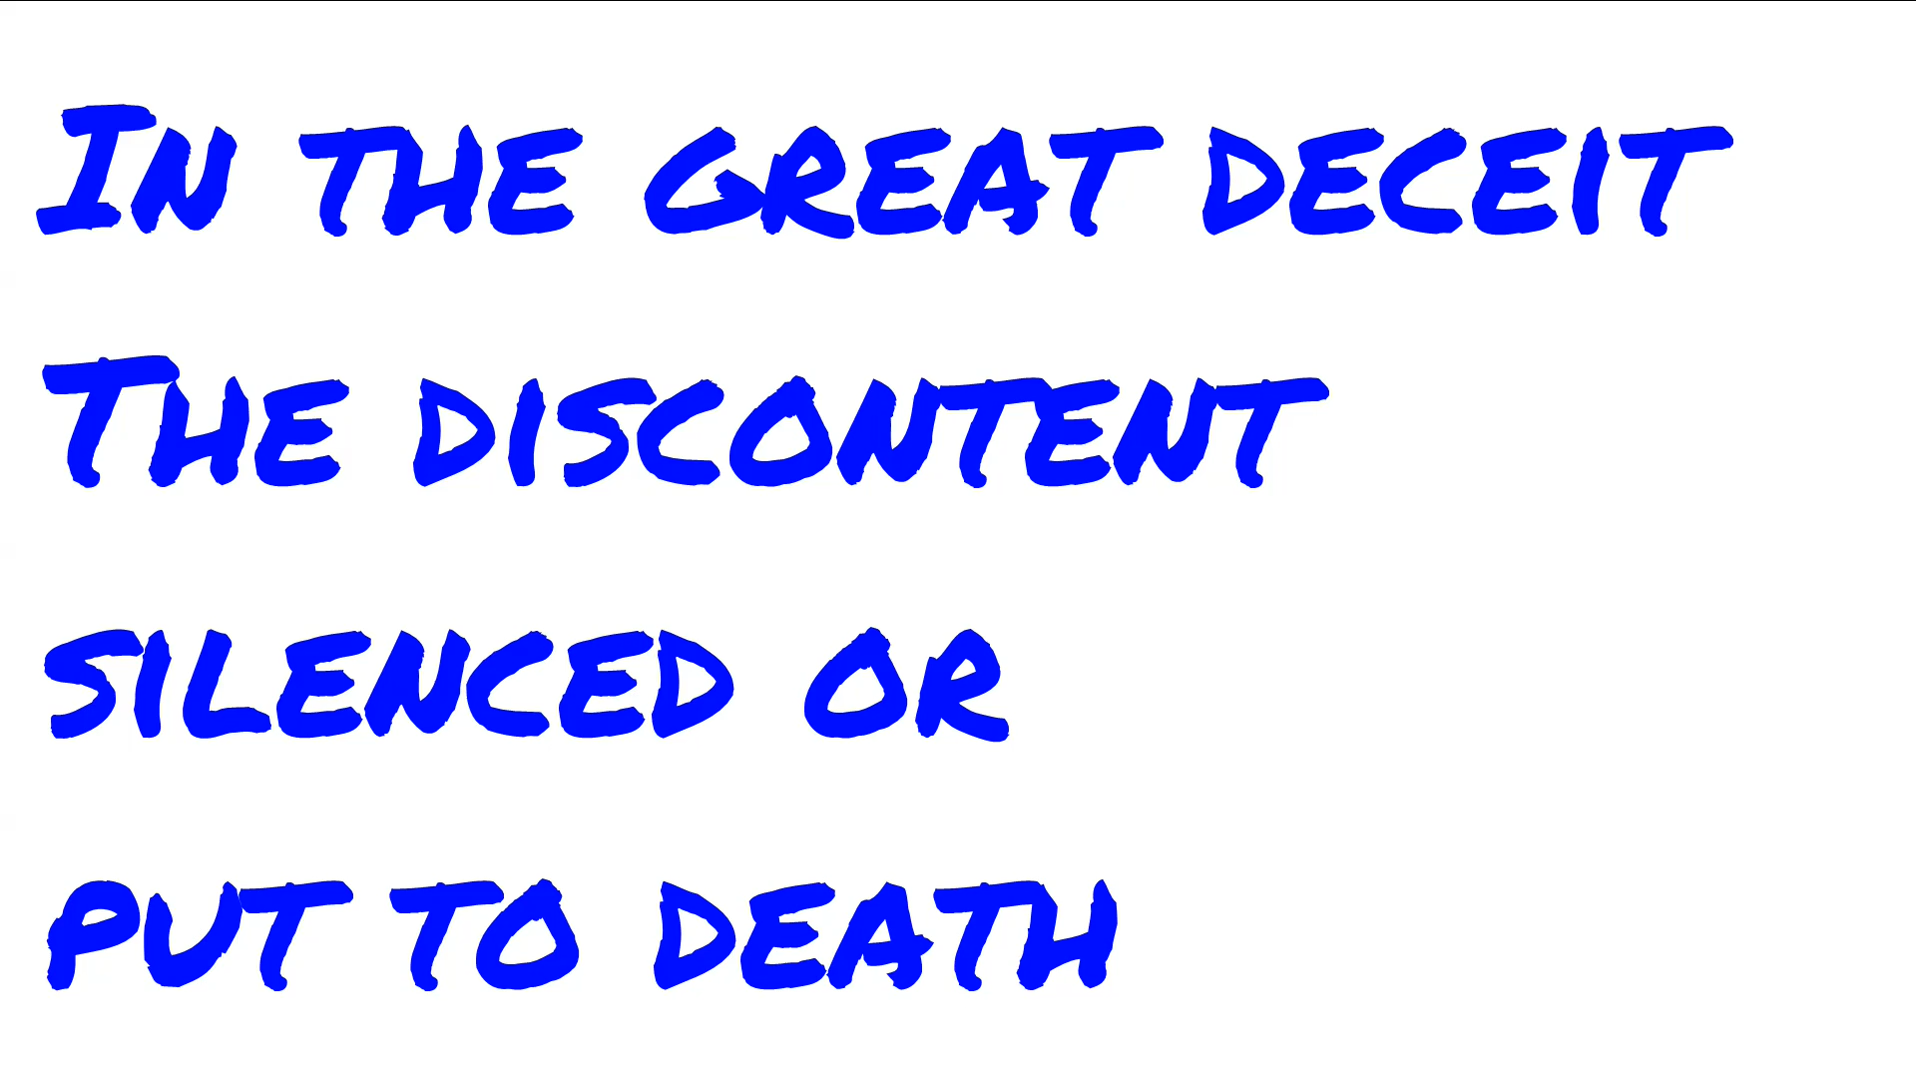 In the great deceit
The discontent
silenced or
put to death